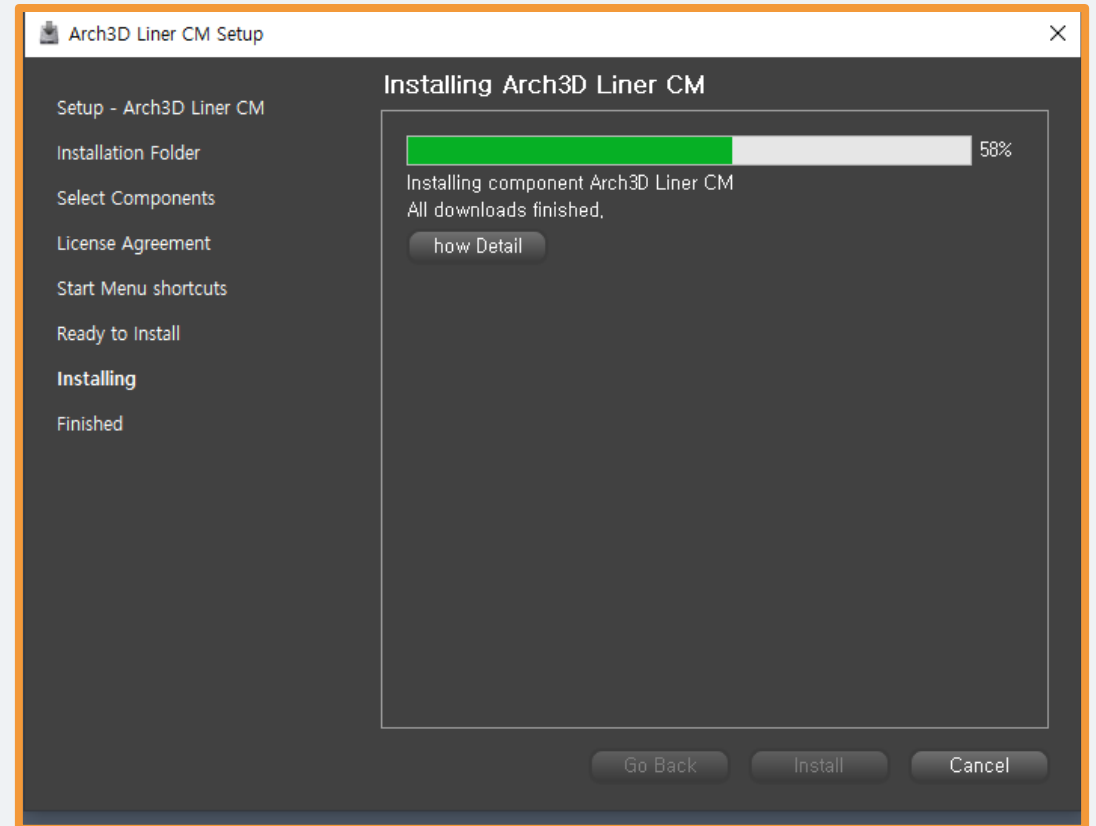 Arch3D Liner CM Setup
Setup - Arch3D Liner CM
Installation Folder
Select Components
License Agreement
Start Menu shortcuts
Ready to Install
Installing
Finished
Installing Arch3D Liner CM
58%
Installing component Arch3D Liner CM
All downloads finished,
how Detail
Go Back
Install
Cancel